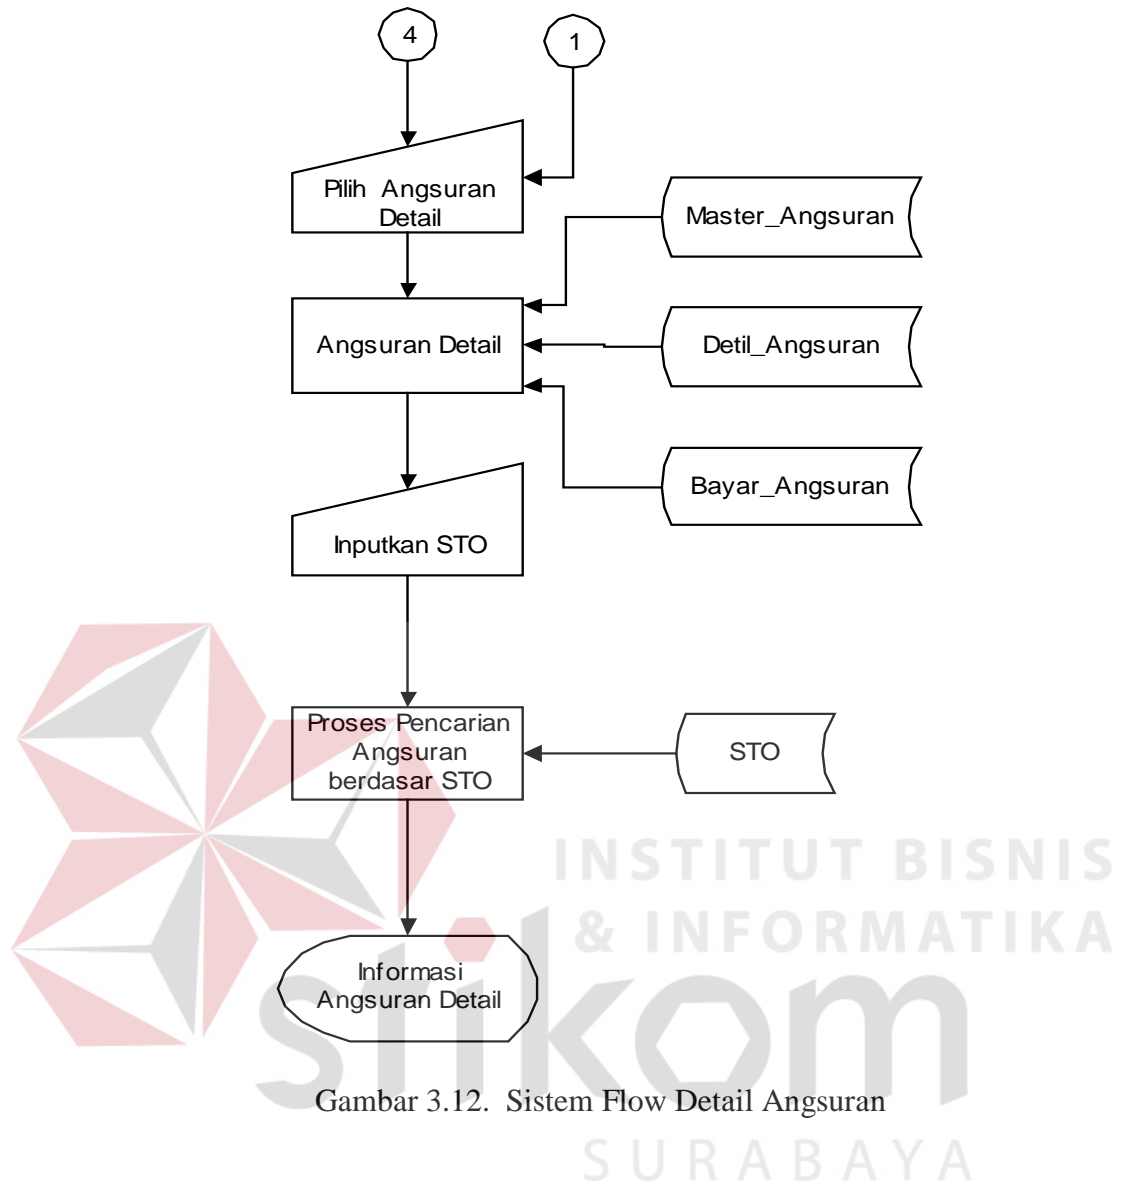 4
1
Pilih Angsuran
Detail
Master_Angsuran
Angsuran Detail
Detil_Angsuran
Bayar_Angsuran
Inputkan STO
Proses Pencarian
Angsuran
berdasar STO
STO
INSTITUT BISNIS
& INFORMATIKA
Informasi
Angsuran Detail
stikom
Gambar 3.12. Sistem Flow Detail Angsuran
SURABAYA